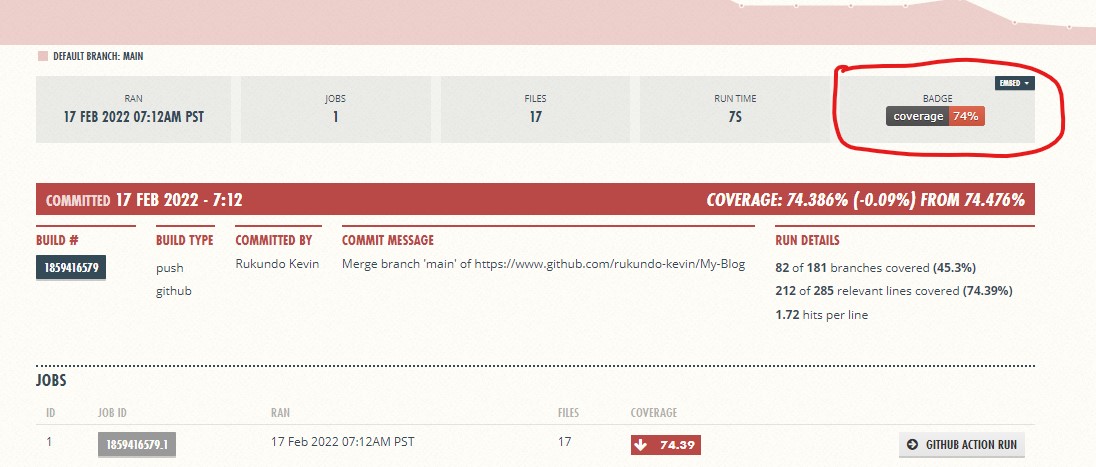 DEFAULT BRANCH: MAIN
EMBED
RAN JOBS FILES RUN TIME BADGE
17 FEB 2022 07:12AM PST 1 17 7S coverage 74%
COMMITTED 17 FEB 2022 - 7:12 COVERAGE: 74.386% (-0.09%) FROM 74.476%
BUILD # BUILD TYPE COMMITTED BY COMMIT MESSAGE RUN DETAILS
1859416579 push Rukundo Kevin Merge branch 'main' of https://www.github.com/rukundo-kevin/My-Blog 82 of 181 branches covered (45.3%)
github 212 of 285 relevant lines covered (74.39%)
1.72 hits per line
JOBS
ID JOB ID RAN FILES COVERAGE
1 1859416579.1 17 Feb 2022 07:12AM PST 17 74.39 GITHUB ACTION RUN